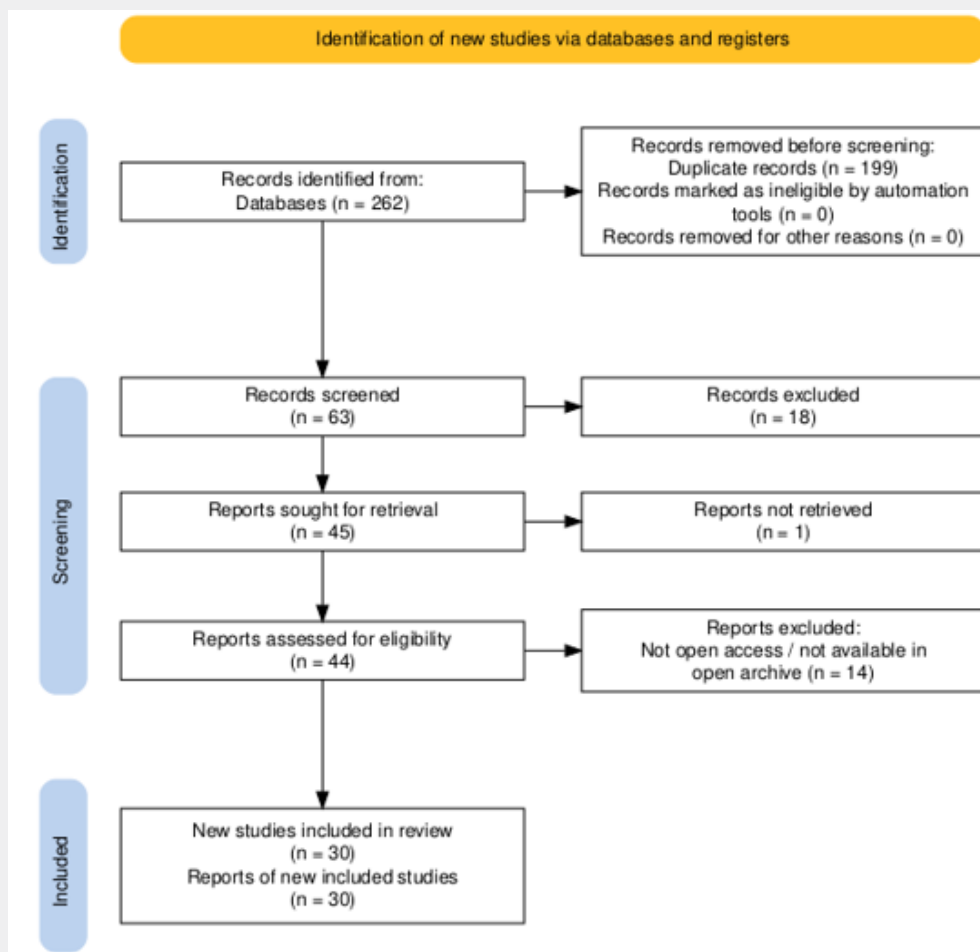 Identification of new studies via databases and registers
Identification
Records identified from:
Databases (n = 262)
Records removed before screening:
Duplicate records (n = 199)
Records marked as ineligible by automation
tools (n = 0)
Records removed for other reasons (n = 0)
Screening
Records screened
(n = 63)
Records excluded
(n = 18)
Reports sought for retrieval
(n = 45)
Reports not retrieved
(n = 1)
Reports assessed for eligibility
(n = 44)
Reports excluded:
Not open access / not available in
open archive (n = 14)
Included
New studies included in review
(n = 30)
Reports of new included studies
(n = 30)